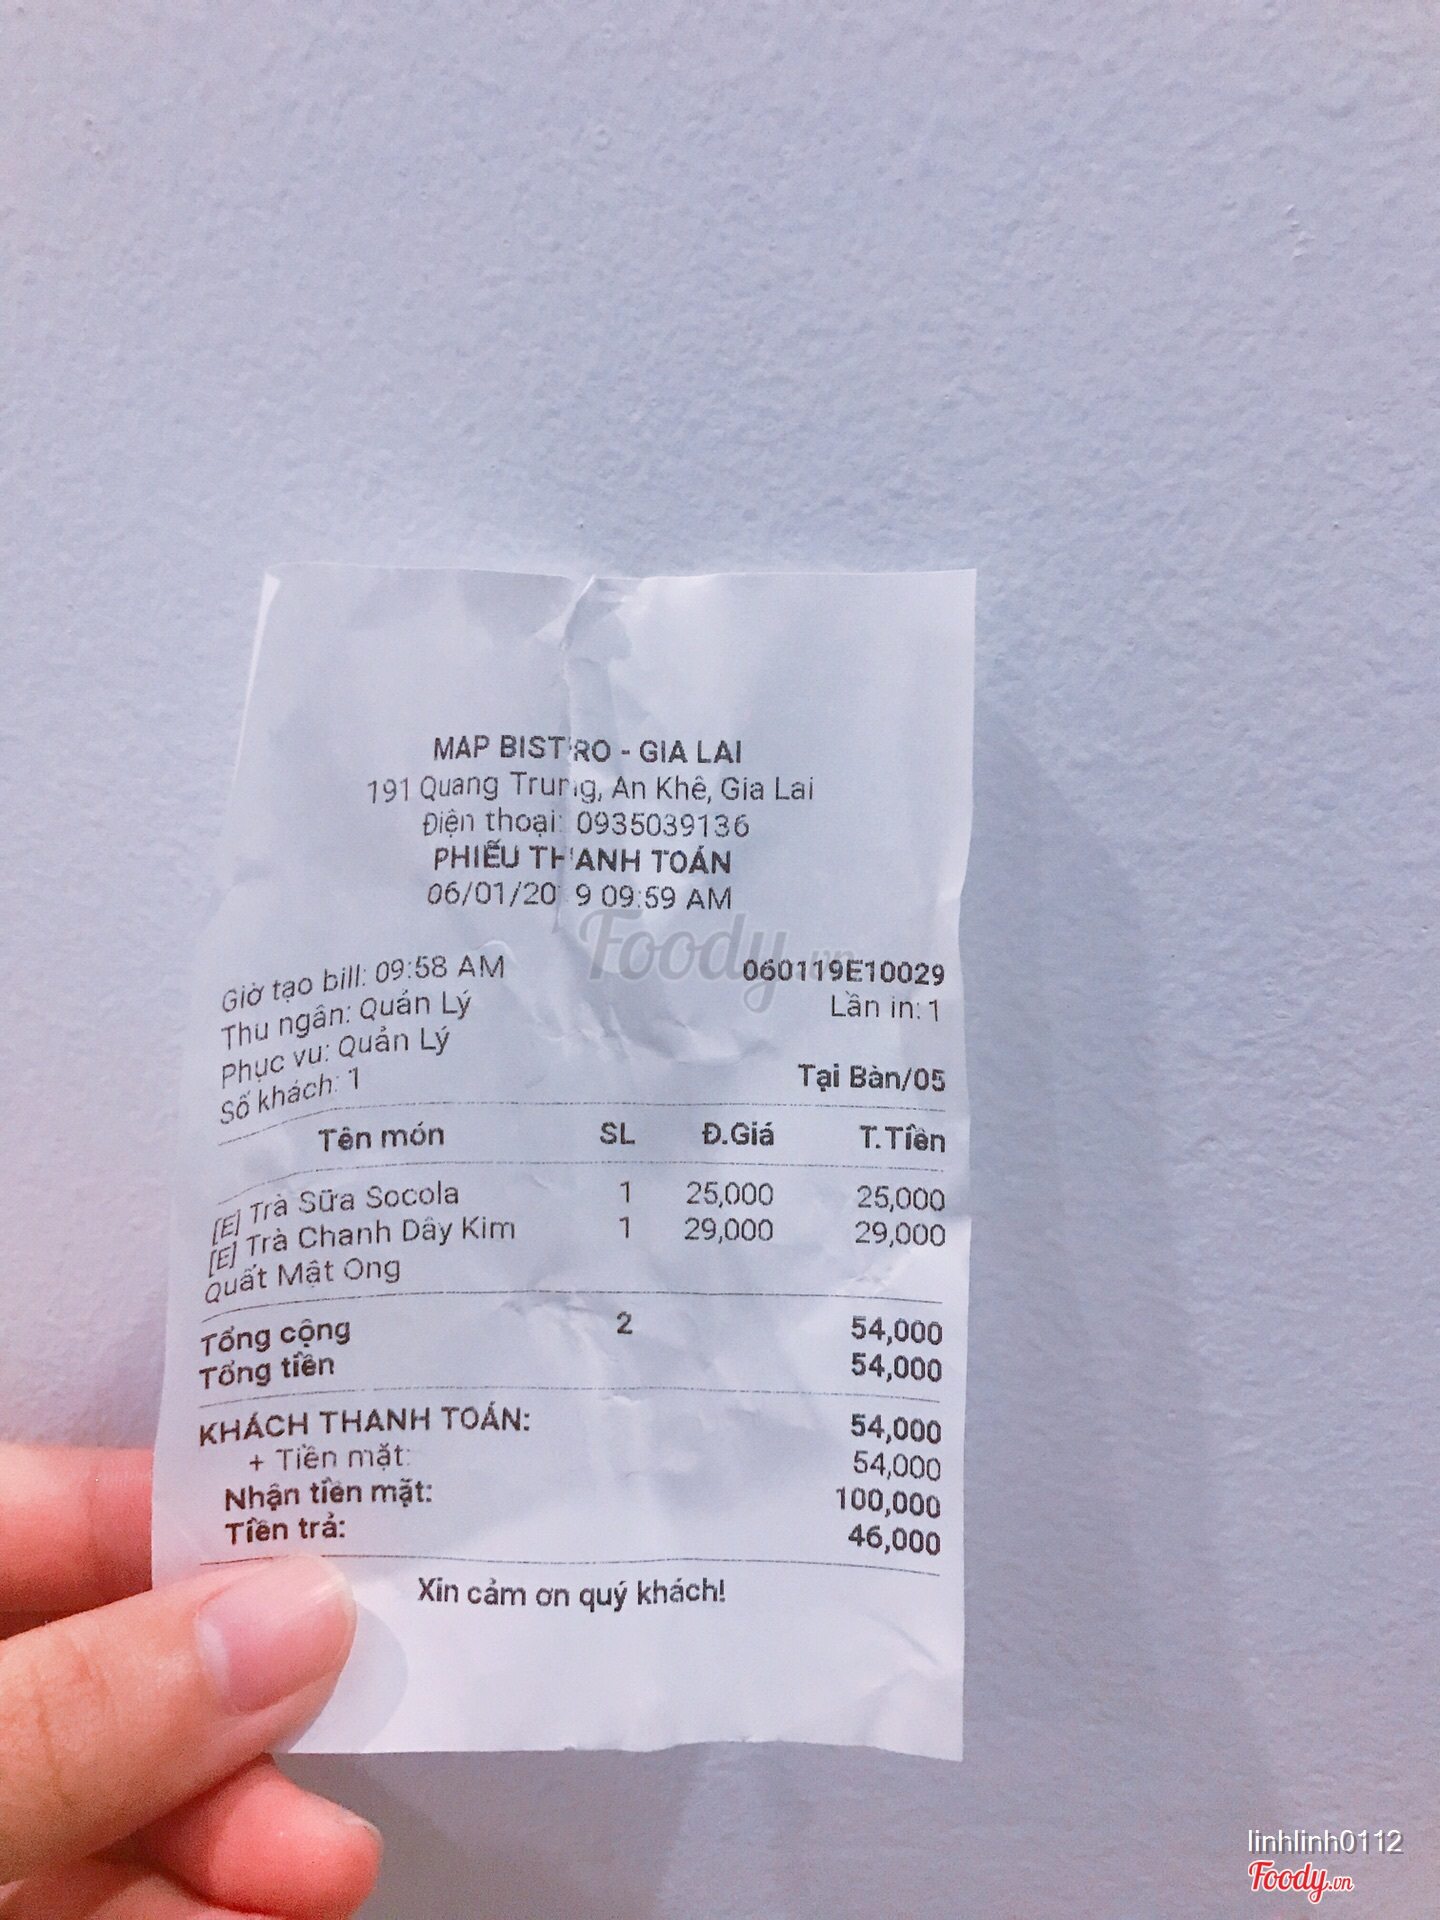 MAP BISTRO - GIA LAI
191 Quang Trung, An Khê, Gia Lai
Điện thoại: 0935039136
PHIẾU THANH TOÁN
06/01/2019 09:59 AM
Foody.vn
Giờ tạo bill: 09:58 AM 060119E10029
Thu ngân: Quản Lý Lần in: 1
Phục vu: Quản Lý
Số khách: 1 Tại Bàn/05
Tên món SL Đ.Giá T.Tiền
[E] Trà Sữa Socola 1 25,000 25,000
[E] Trà Chanh Dây Kim 1 29,000 29,000
Quất Mật Ong
Tổng cộng 2 54,000
Tổng tiền 54,000
KHÁCH THANH TOÁN: 54,000
+ Tiền mặt: 54,000
Nhận tiền mặt: 100,000
Tiền trả: 46,000
Xin cảm ơn quý khách!
linhlinh0112
Foody.vn